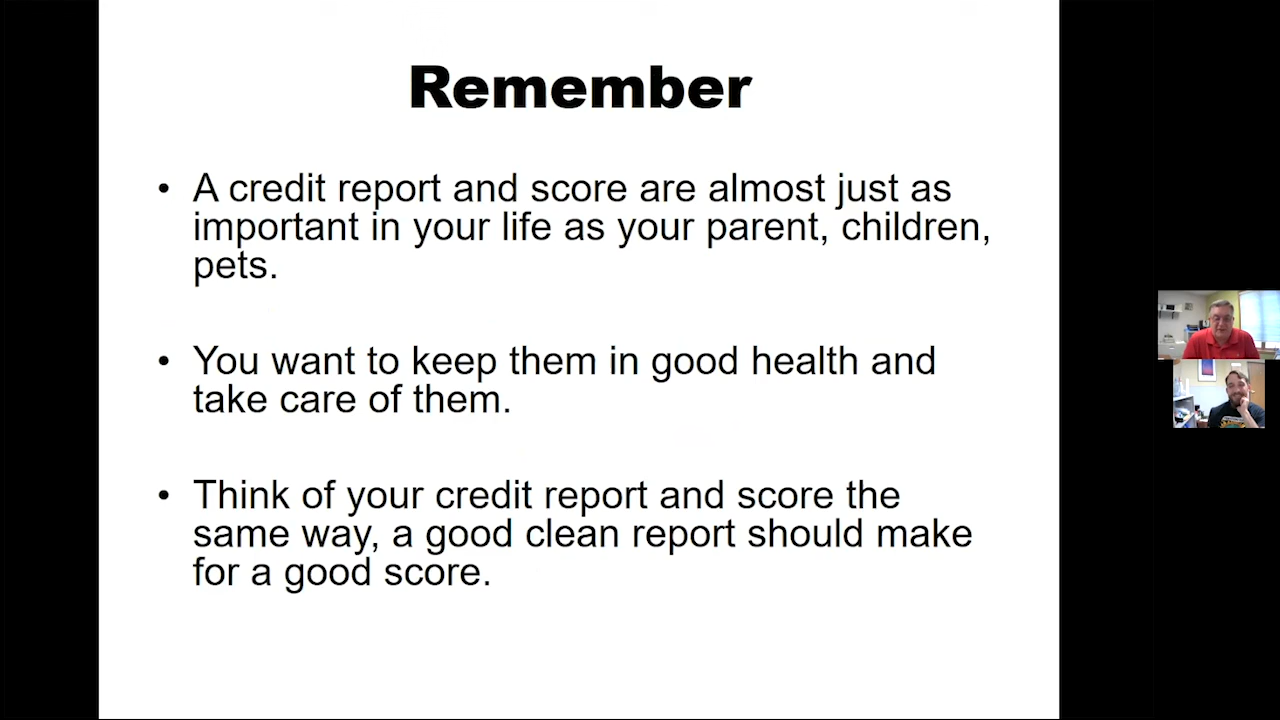 Remember
• A credit report and score are almost just as
important in your life as your parent, children,
pets.
• You want to keep them in good health and
take care of them.
• Think of your credit report and score the
same way, a good clean report should make
for a good score.